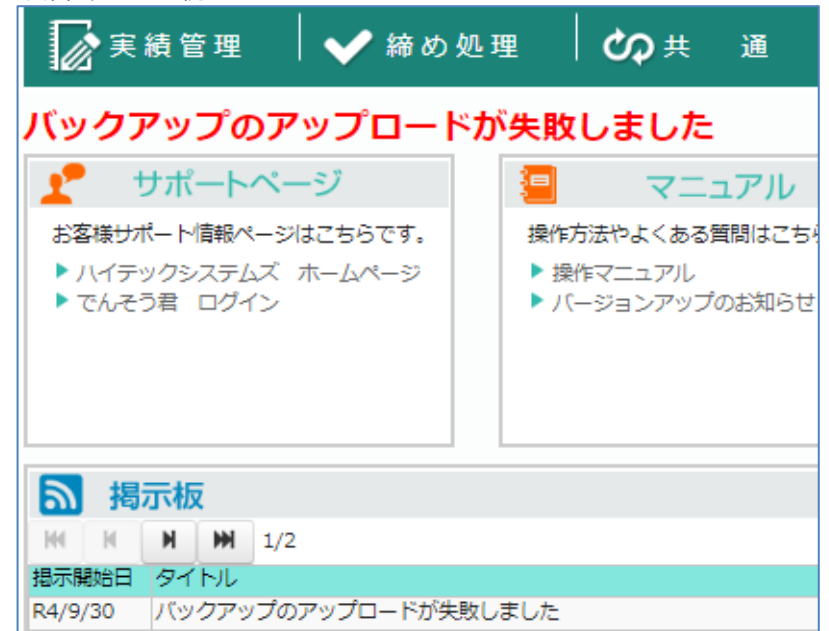 実績管理
締め処理
共 通
バックアップのアップロードが失敗しました
サポートページ
お客様サポート情報ページはこちらです。
ハイテックシステムズ ホームページ
でんそう君 ログイン
マニュアル
操作方法やよくある質問はこち
操作マニュアル
バージョンアップのお知らせ
掲示板
1/2
掲示開始日 タイトル
R4/9/30 バックアップのアップロードが失敗しました